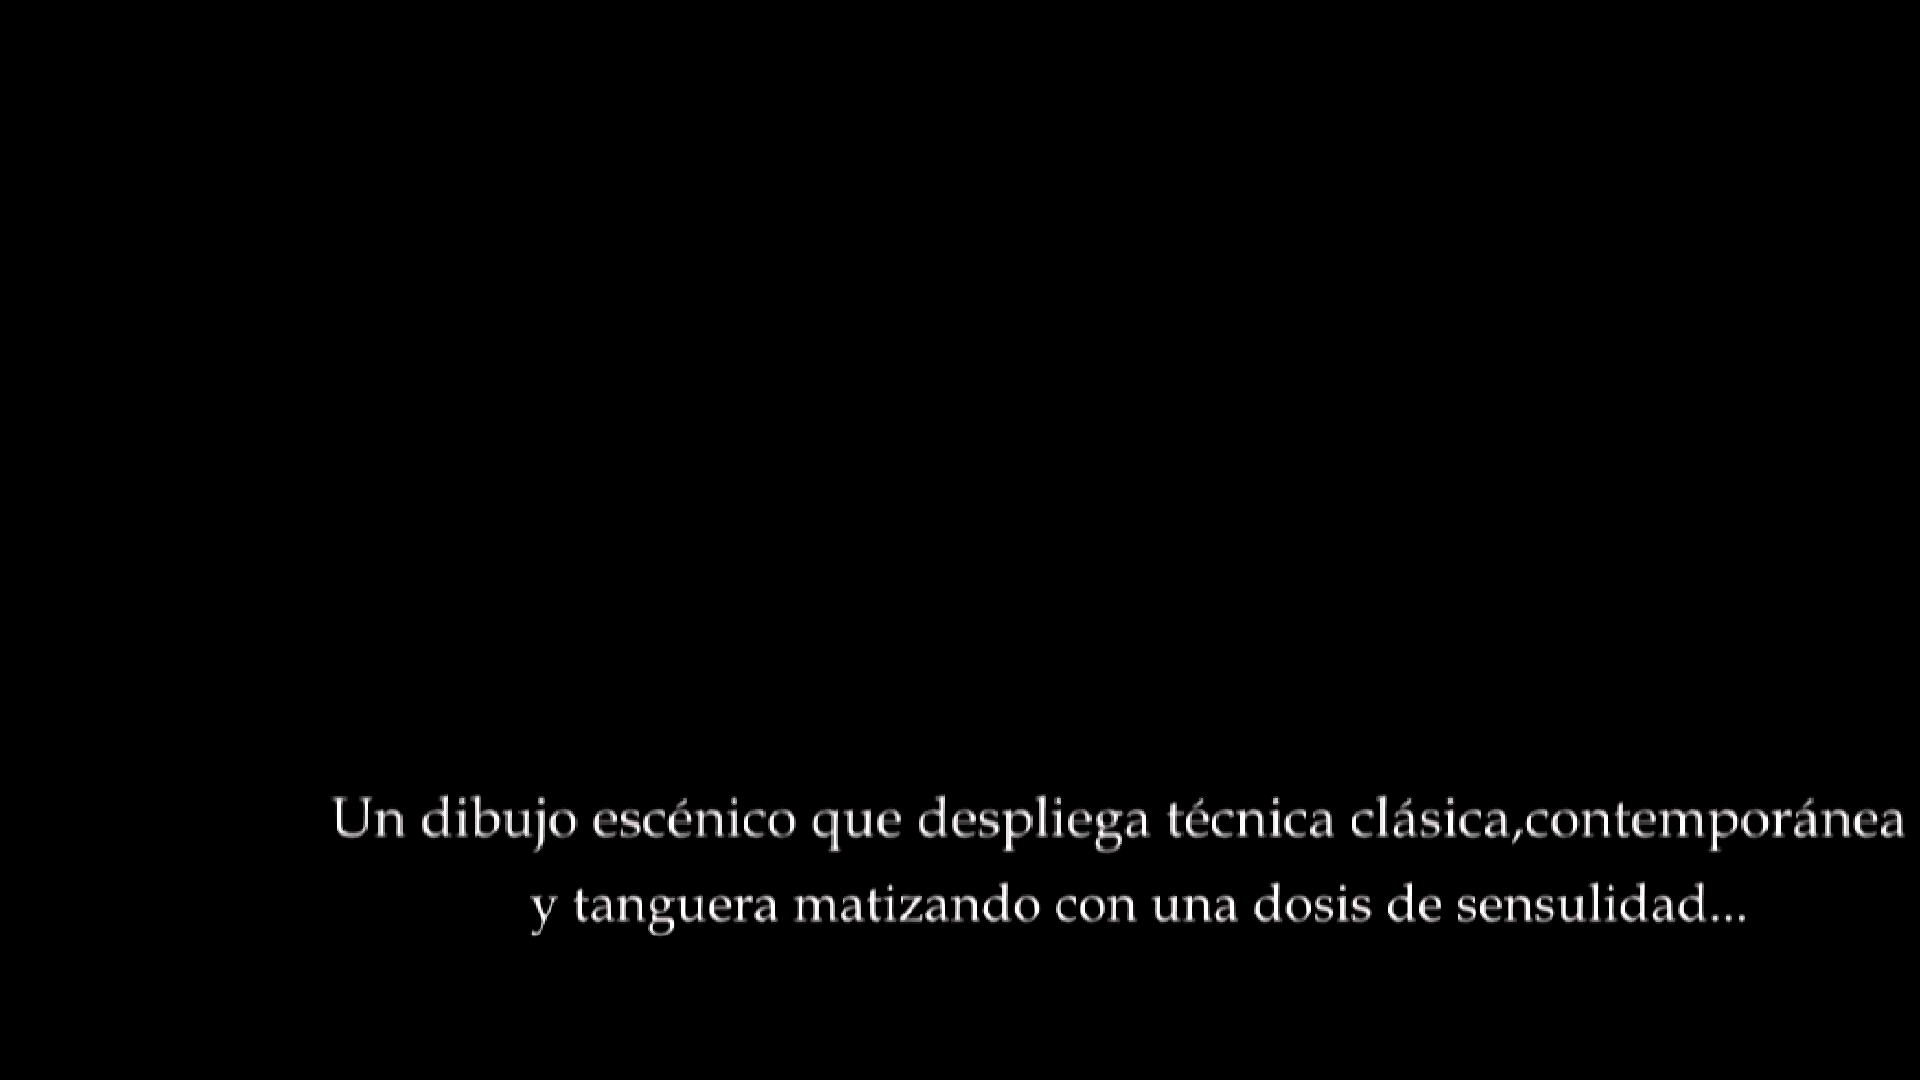 Un dibujo escénico que despliega técnica clásica,contemporánea
y tanguera matizando con una dosis de sensulidad...